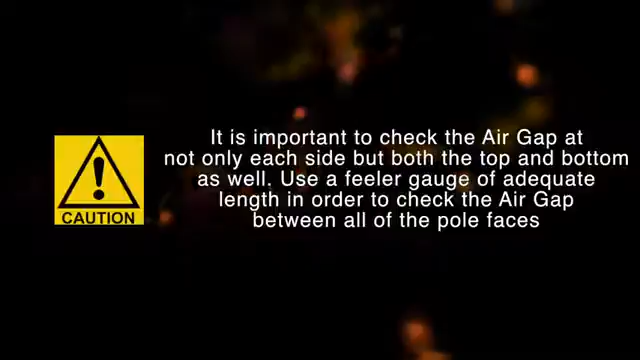 It is important to check the Air Gap at
not only each side but both the top and bottom
as well. Use a feeler gauge of adequate
length in order to check the Air Gap
between all of the pole faces
CAUTION